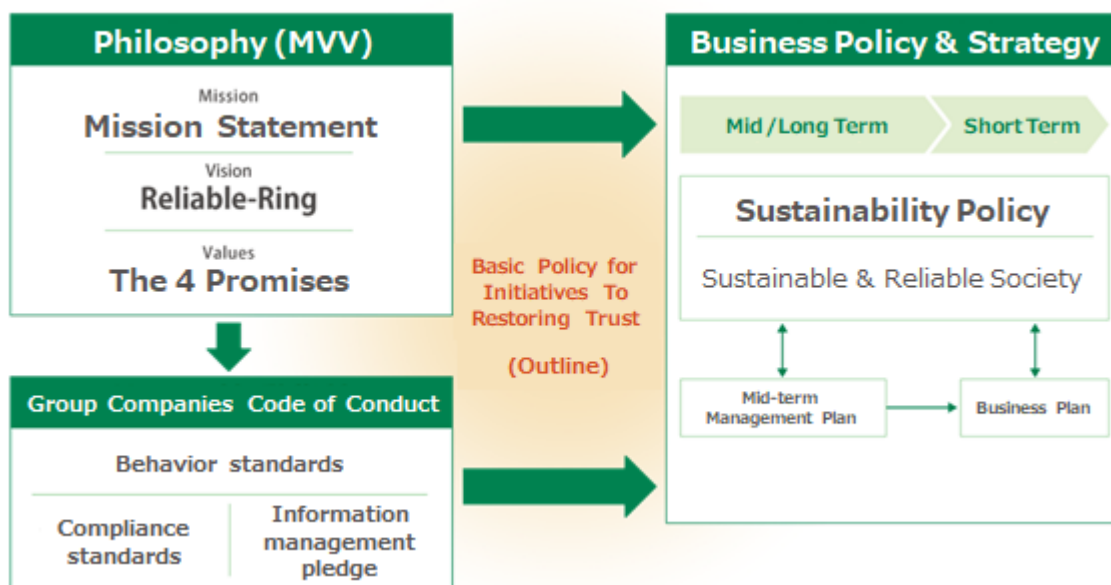 Philosophy (MVV)
Mission
Mission Statement
Vision
Reliable-Ring
Values
The 4 Promises
Group Companies Code of Conduct
Behavior standards
Compliance
standards
Information
management
pledge
Basic Policy for
Initiatives To
Restoring Trust
(Outline)
Business Policy & Strategy
Mid/Long Term
Short Term
Sustainability Policy
Sustainable & Reliable Society
Mid-term
Management Plan
Business Plan